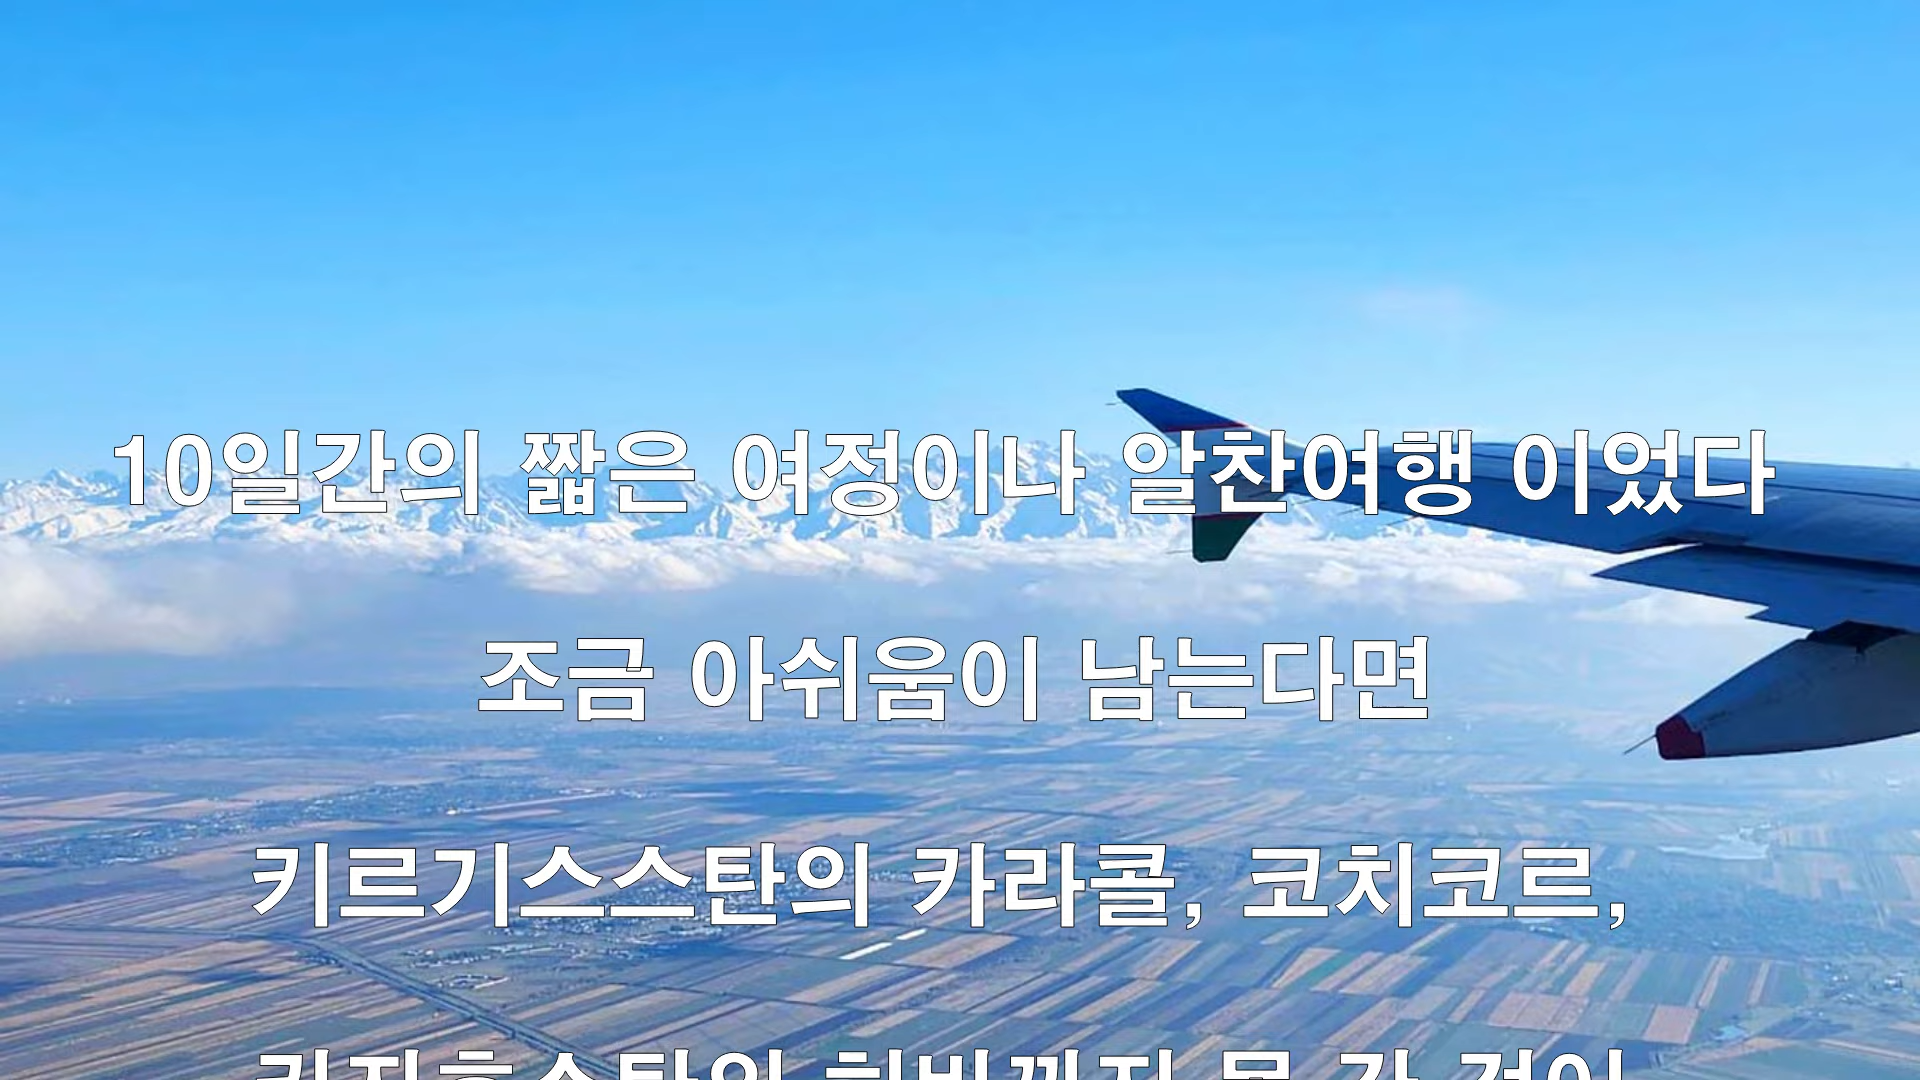 10일간의 짧은 여정이나 알찬여행 이었다
조금 아쉬움이 남는다면
키르기스스탄의 카라콜, 코치코르,